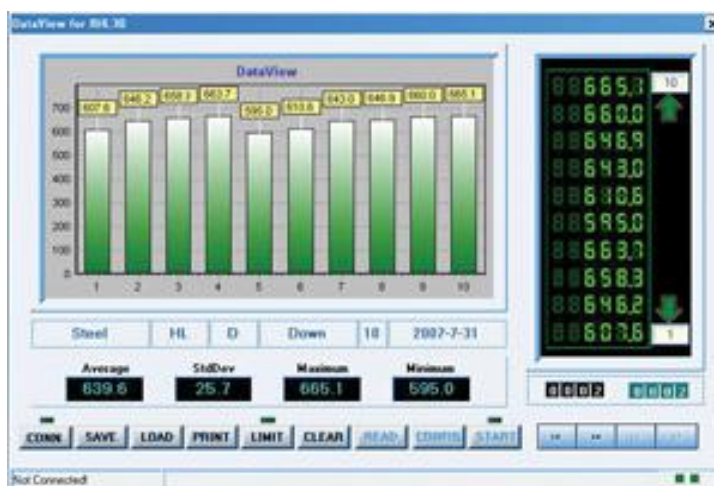 DataView for RHL30
DataView
607.6 646.2 658.3 663.7 595.0 610.6 643.0 646.9 660.0 665.1
700
600
500
400
300
200
100
0
1 2 3 4 5 6 7 8 9 10
Steel HL D Down 10 2007-7-31
Average StdDev Maximum Minimum
639.6 25.7 665.1 595.0
CONN SAVE LOAD PRINT LIMIT CLEAR READ CONFIG START
Not Connected!
665.1 10
660.0
646.9
643.0
610.6
595.0
663.7
658.3
646.2
607.6 1
0002 0002